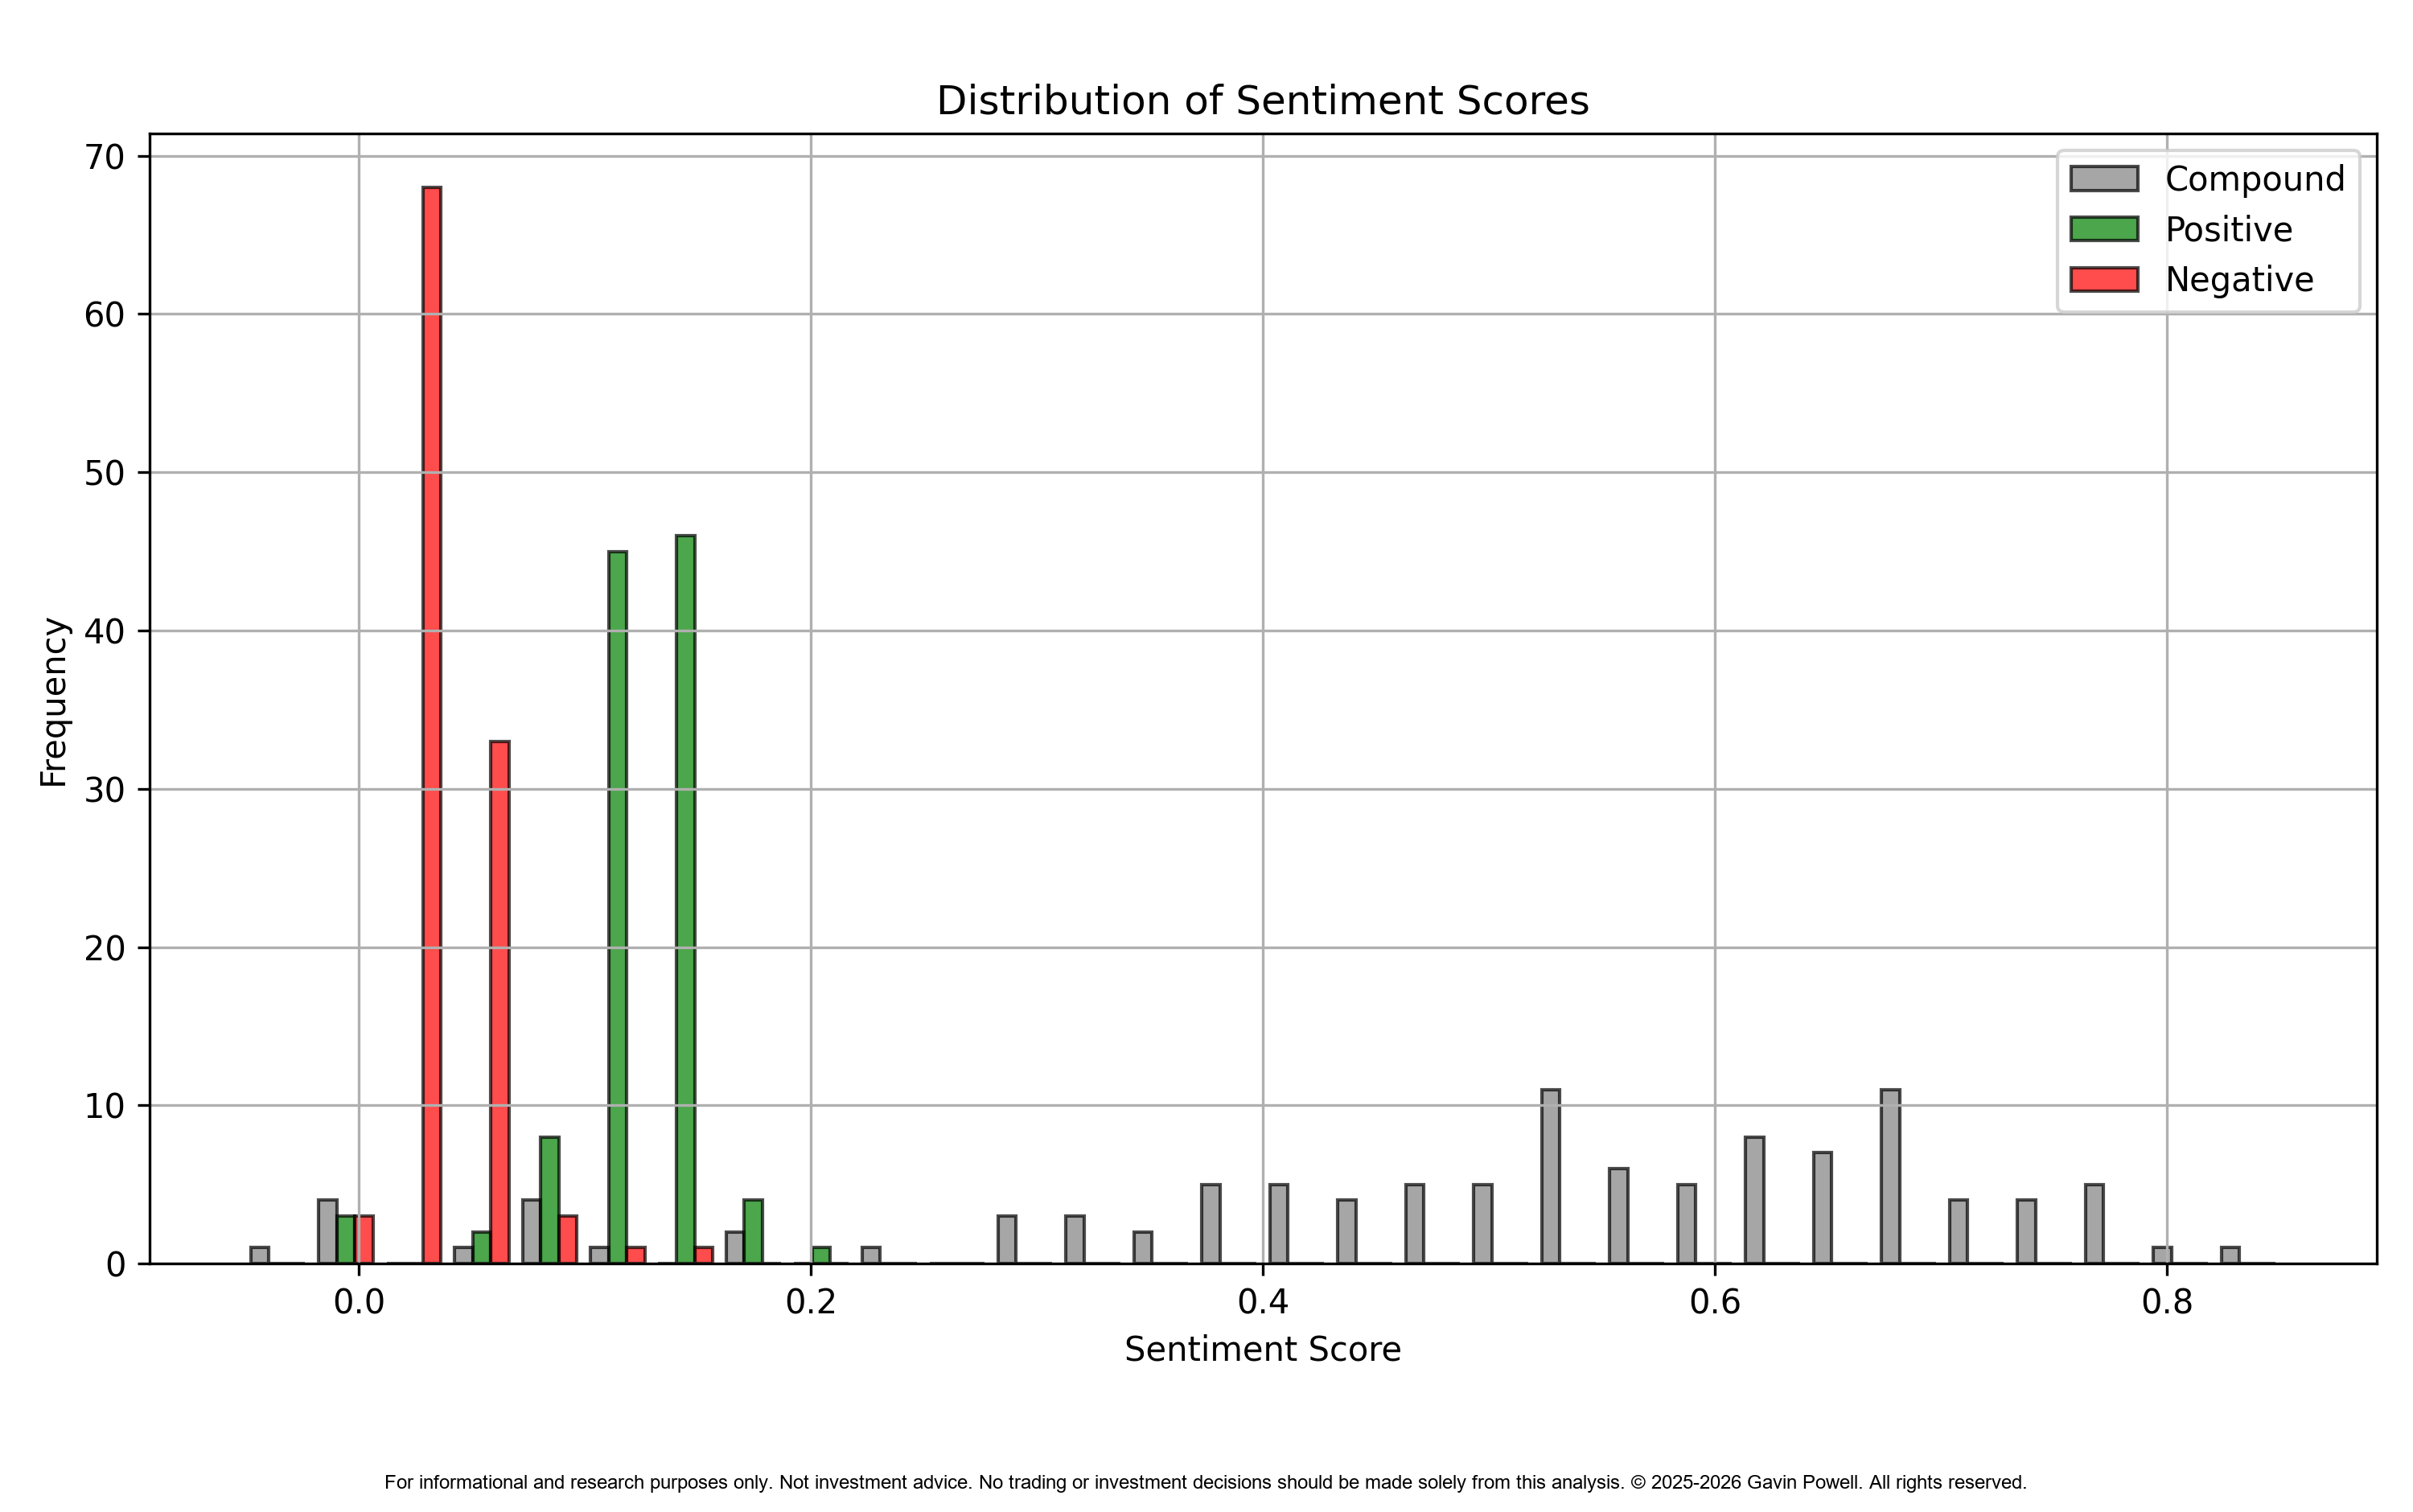 Distribution of Sentiment Scores
70
60
50
40
30
20
10
0
Frequency
Compound
Positive
Negative
0.0 0.2 0.4 0.6 0.8
Sentiment Score
For informational and research purposes only. Not investment advice. No trading or investment decisions should be made solely from this analysis. © 2025-2026 Gavin Powell. All rights reserved.